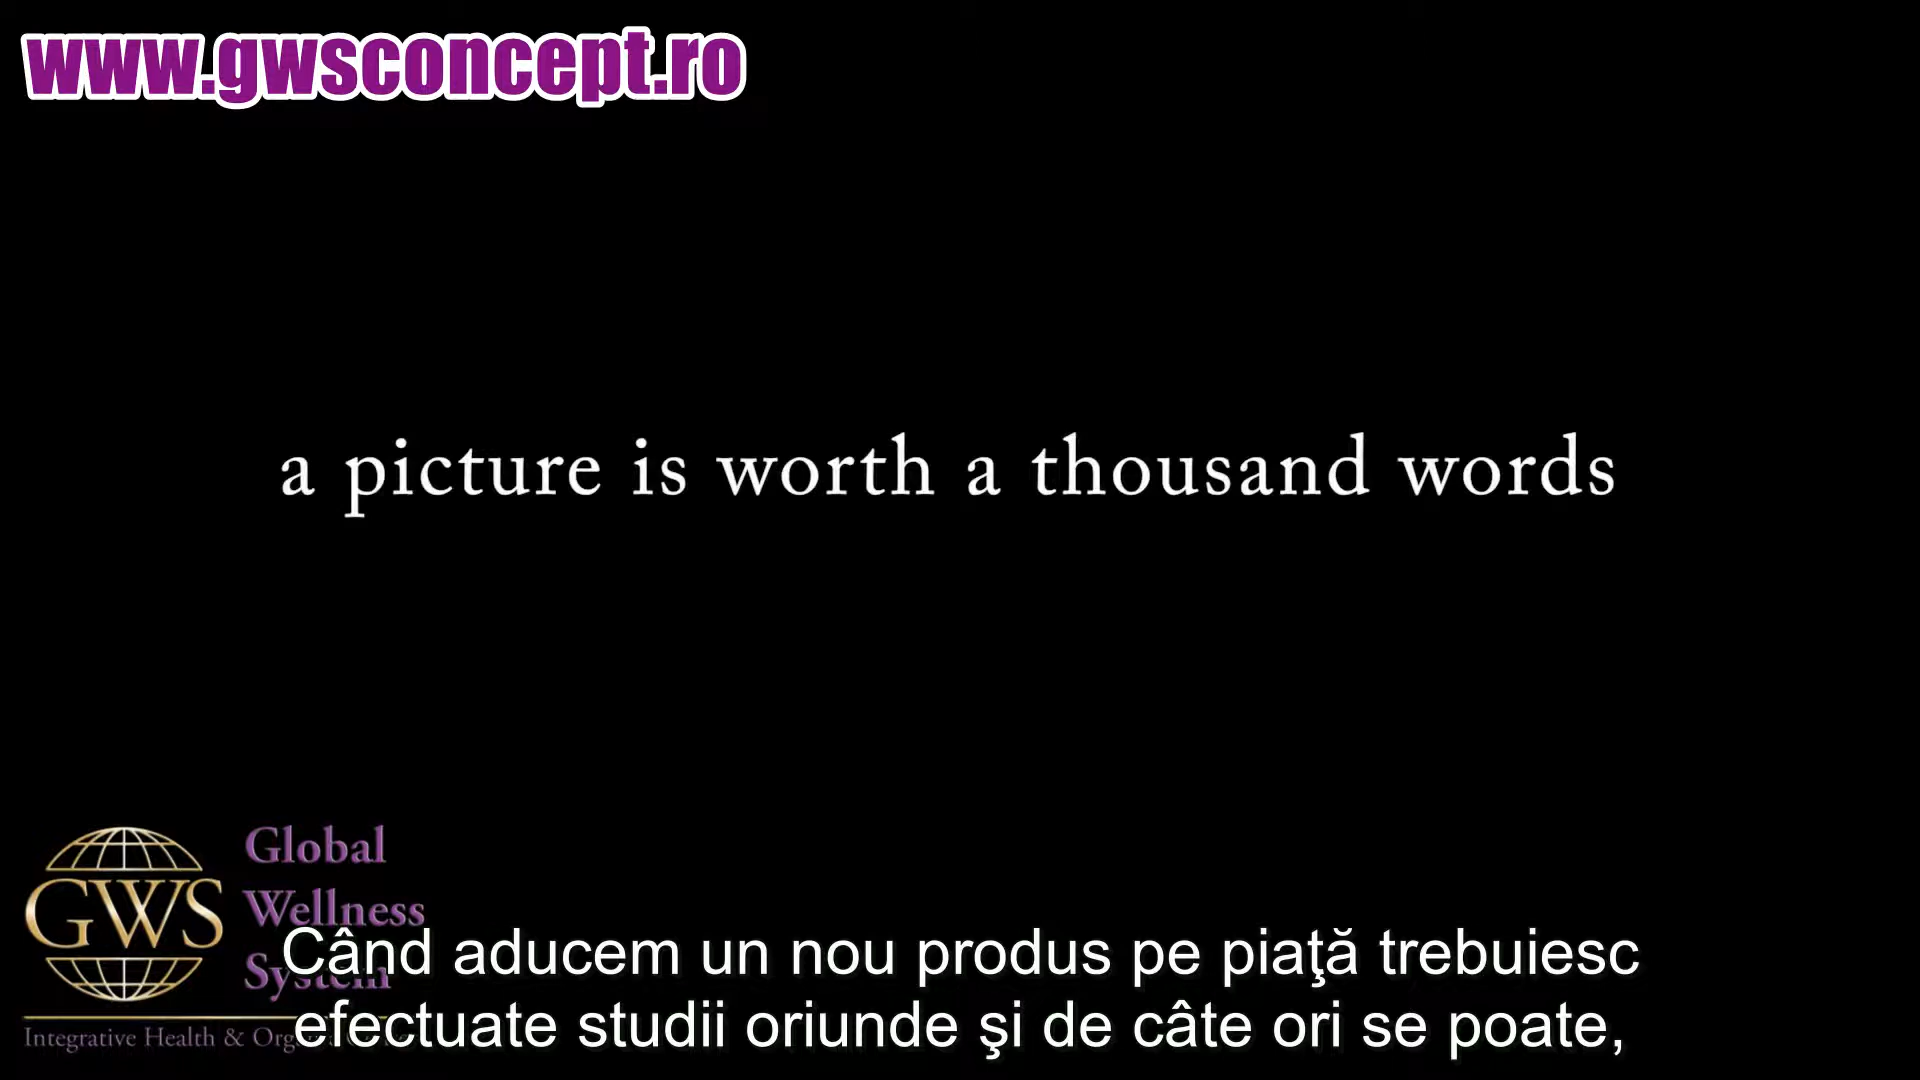 www.gwsconcept.ro
a picture is worth a thousand words
GWS
Global
Wellness
System
Când aducem un nou produs pe piaţă trebuiesc
efectuate studii oriunde şi de câte ori se poate,
Integrative Health &